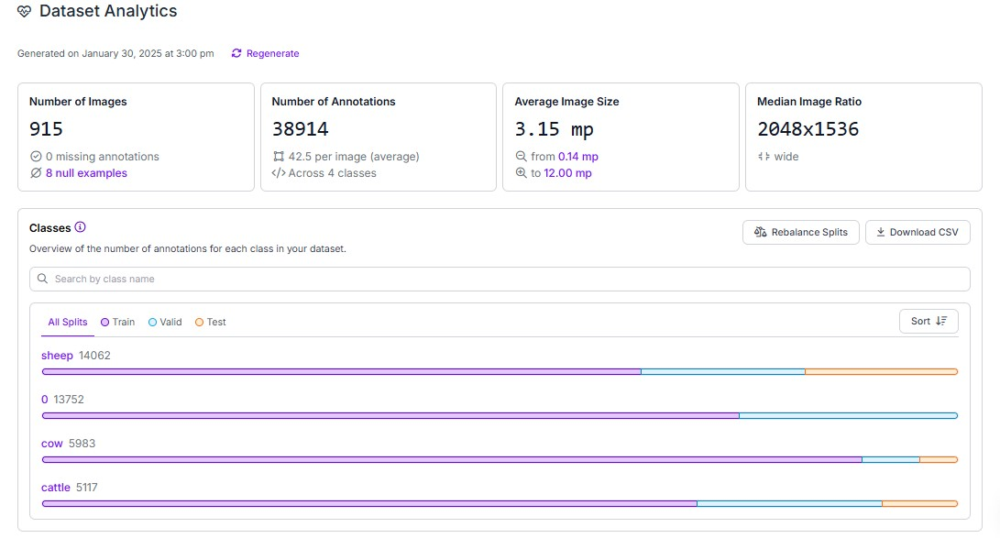 Dataset Analytics
Generated on January 30, 2025 at 3:00 pm Regenerate
Number of Images
915
0 missing annotations
8 null examples
Number of Annotations
38914
42.5 per image (average)
</> Across 4 classes
Average Image Size
3.15 mp
from 0.14 mp
to 12.00 mp
Median Image Ratio
2048x1536
wide
Classes
Rebalance Splits
Download CSV
Overview of the number of annotations for each class in your dataset.
Search by class name
All Splits Train Valid Test
Sort
sheep 14062
0 13752
cow 5983
cattle 5117